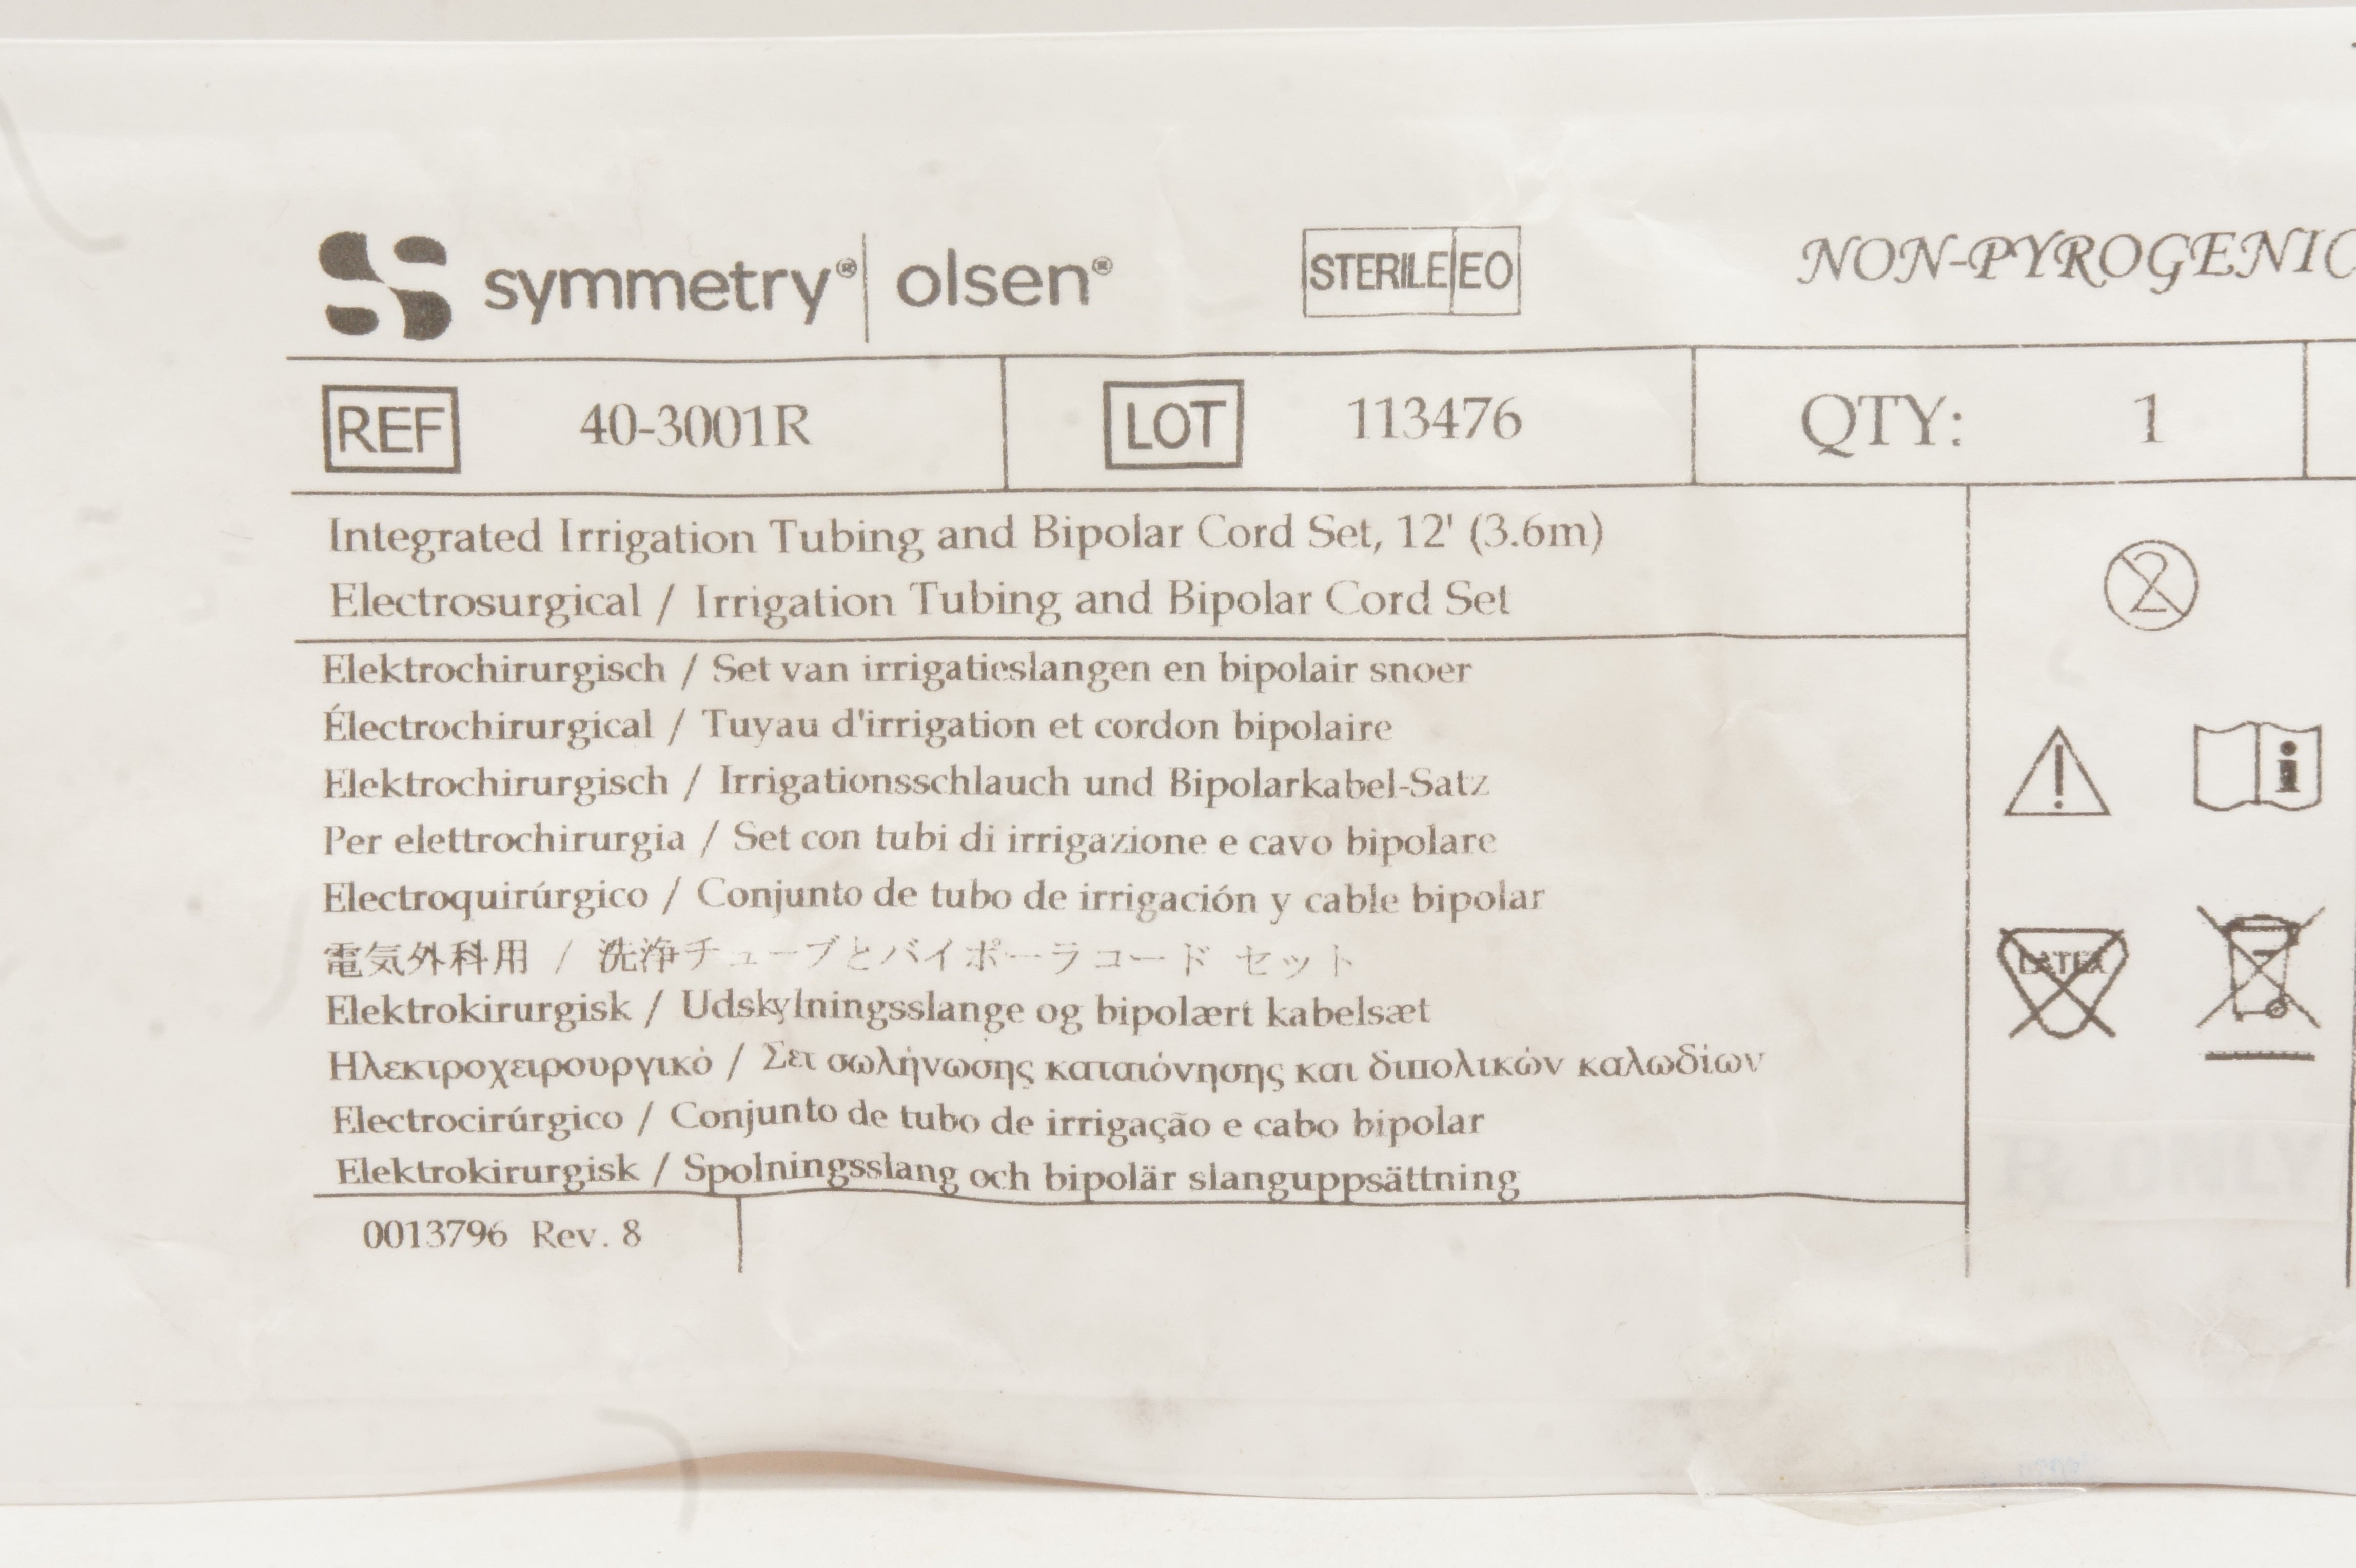 symmetry® olsen® STERILE EO NON-PYROGENIC
REF 40-3001R LOT 113476 QTY: 1
Integrated Irrigation Tubing and Bipolar Cord Set, 12' (3.6m)
Electrosurgical / Irrigation Tubing and Bipolar Cord Set
2
Elektrochirurgisch / Set van irrigatieslangen en bipolair snoer
Électrochirurgical / Tuyau d'irrigation et cordon bipolaire
Elektrochirurgisch / Irrigationsschlauch und Bipolarkabel-Satz
Per elettrochirurgia / Set con tubi di irrigazione e cavo bipolare
Electroquirúrgico / Conjunto de tubo de irrigación y cable bipolar
電気外科用 / 洗浄チューブとバイポーラコード セット
LATEX
Elektrokirurgisk / Udskylningsslange og bipolært kabelsæt
Ηλεκτροχειρουργικό / Σετ σωλήνωσης καταιόνησης και διπολικών καλωδίων
Electrocirúrgico / Conjunto de tubo de irrigação e cabo bipolar
Rx ONLY
Elektrokirurgisk / Spolningsslang och bipolär slanguppsättning
0013796 Rev. 8